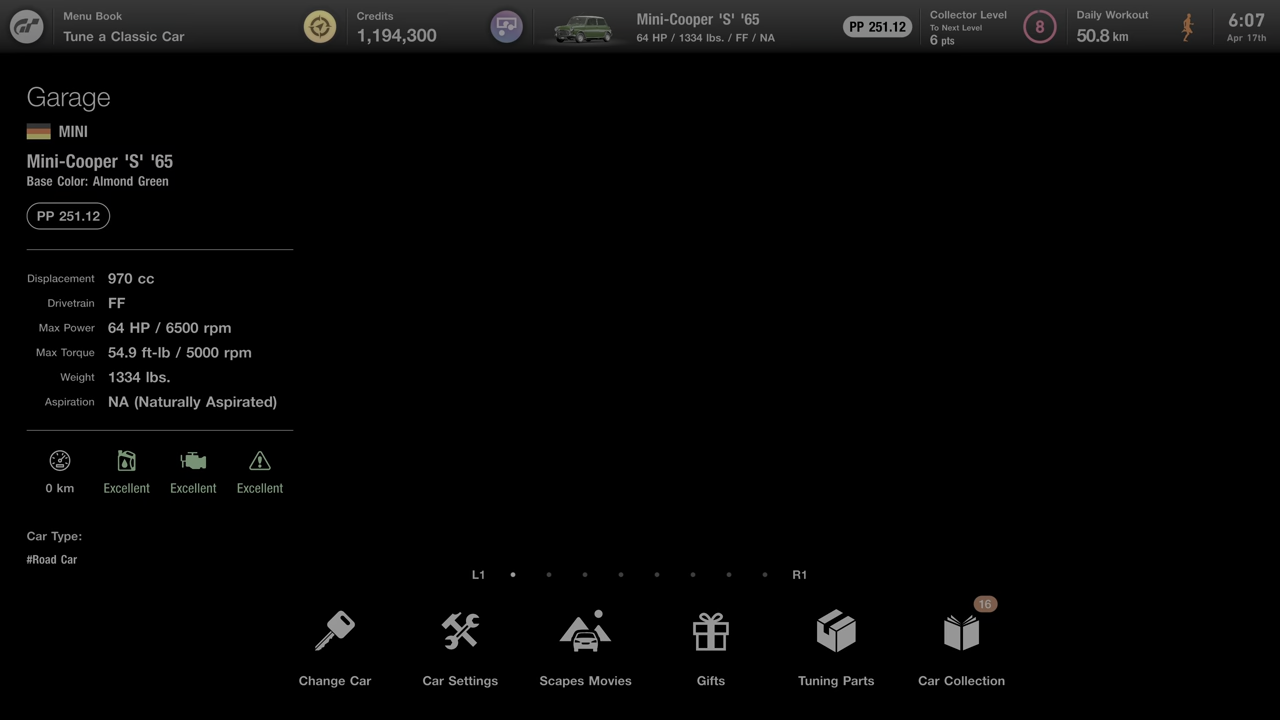 Menu Book
Tune a Classic Car
Credits
1,194,300
Mini-Cooper 'S' '65
64 HP / 1334 lbs. / FF / NA
PP 251.12
Collector Level
To Next Level
6 pts
8
Daily Workout
50.8 km
6:07
Apr 17th
Garage
MINI
Mini-Cooper 'S' '65
Base Color: Almond Green
PP 251.12
Displacement 970 cc
Drivetrain FF
Max Power 64 HP / 6500 rpm
Max Torque 54.9 ft-lb / 5000 rpm
Weight 1334 lbs.
Aspiration NA (Naturally Aspirated)
0 km Excellent Excellent Excellent
Car Type:
#Road Car
L1 R1
16
Change Car Car Settings Scapes Movies Gifts Tuning Parts Car Collection